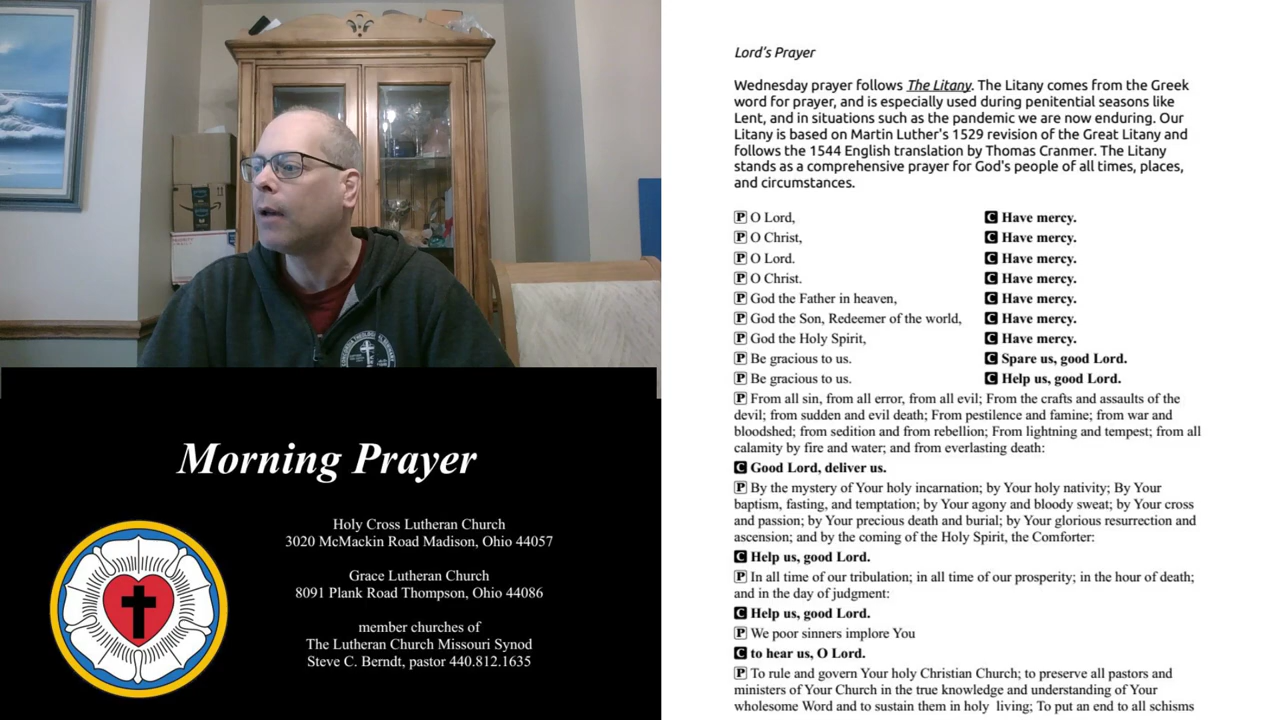 Morning Prayer
Holy Cross Lutheran Church
3020 McMackin Road Madison, Ohio 44057
Grace Lutheran Church
8091 Plank Road Thompson, Ohio 44086
member churches of
The Lutheran Church Missouri Synod
Steve C. Berndt, pastor 440.812.1635
Lord's Prayer
Wednesday prayer follows The Litany. The Litany comes from the Greek
word for prayer, and is especially used during penitential seasons like
Lent, and in situations such as the pandemic we are now enduring. Our
Litany is based on Martin Luther's 1529 revision of the Great Litany and
follows the 1544 English translation by Thomas Cranmer. The Litany
stands as a comprehensive prayer for God's people of all times, places,
and circumstances.
P O Lord, C Have mercy.
P O Christ, C Have mercy.
P O Lord. C Have mercy.
P O Christ. C Have mercy.
P God the Father in heaven, C Have mercy.
P God the Son, Redeemer of the world, C Have mercy.
P God the Holy Spirit, C Have mercy.
P Be gracious to us. C Spare us, good Lord.
P Be gracious to us. C Help us, good Lord.
P From all sin, from all error, from all evil; From the crafts and assaults of the
devil; from sudden and evil death; From pestilence and famine; from war and
bloodshed; from sedition and from rebellion; From lightning and tempest; from all
calamity by fire and water; and from everlasting death:
C Good Lord, deliver us.
P By the mystery of Your holy incarnation; by Your holy nativity; By Your
baptism, fasting, and temptation; by Your agony and bloody sweat; by Your cross
and passion; by Your precious death and burial; by Your glorious resurrection and
ascension; and by the coming of the Holy Spirit, the Comforter:
C Help us, good Lord.
P In all time of our tribulation; in all time of our prosperity; in the hour of death;
and in the day of judgment:
C Help us, good Lord.
P We poor sinners implore You
C to hear us, O Lord.
P To rule and govern Your holy Christian Church; to preserve all pastors and
ministers of Your Church in the true knowledge and understanding of Your
wholesome Word and to sustain them in holy living; To put an end to all schisms